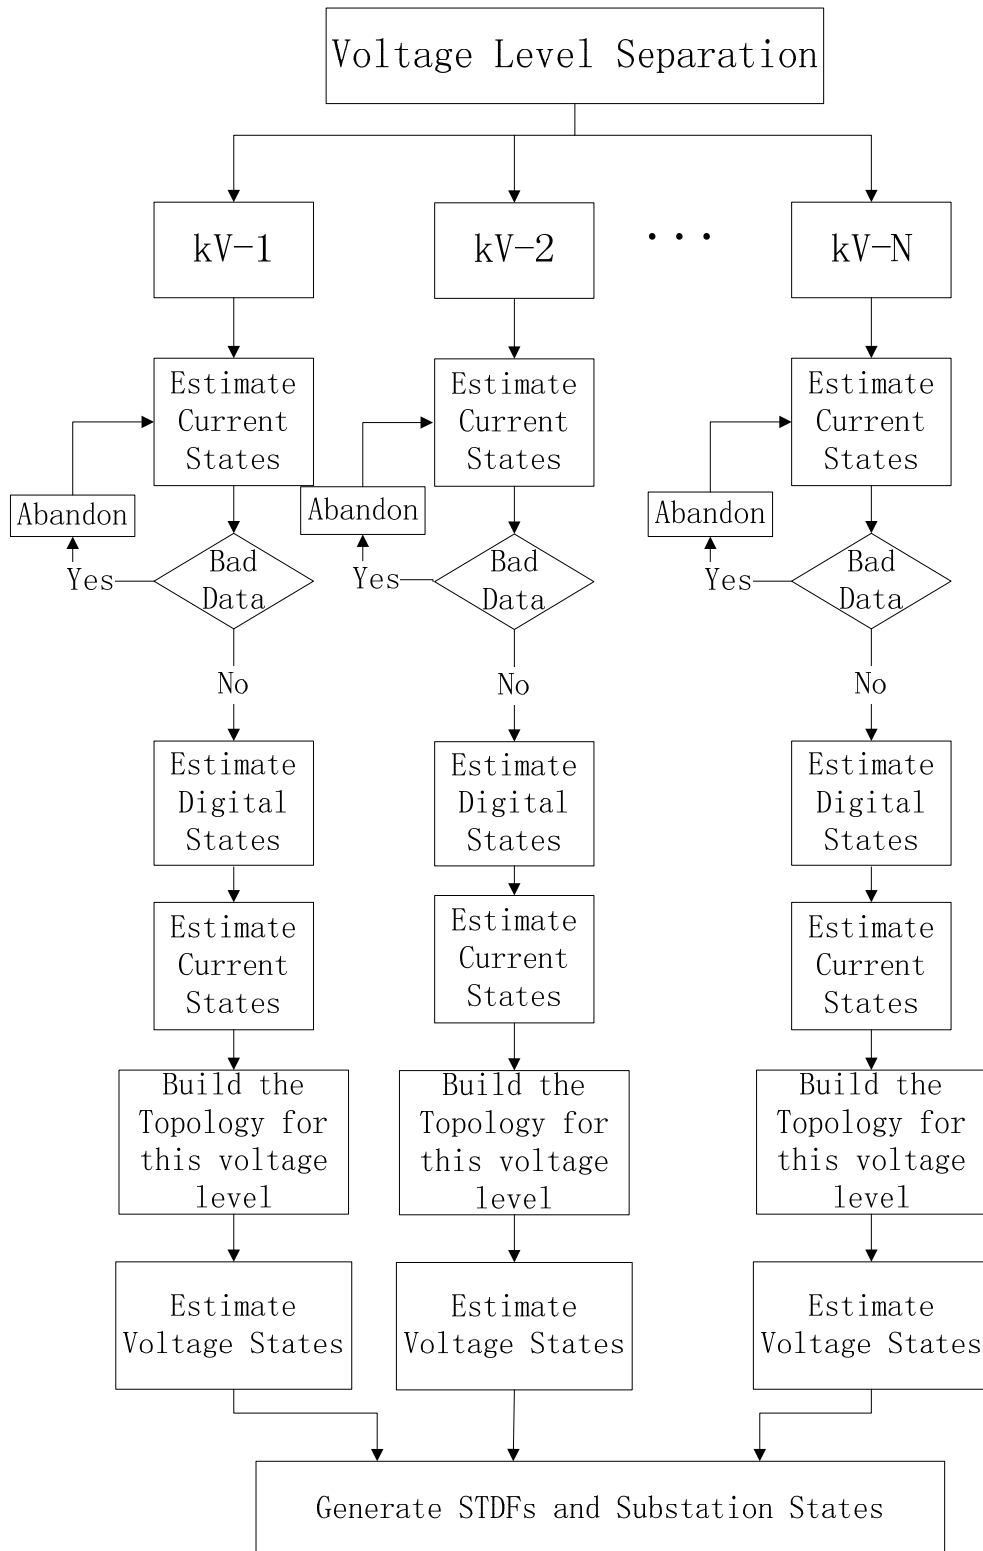 Voltage Level Separation
kV-1
kV-2
...
kV-N
Estimate
Current
States
Estimate
Current
States
Estimate
Current
States
Abandon
Abandon
Abandon
Bad
Data
Bad
Data
Bad
Data
Yes
Yes
Yes
No
No
No
Estimate
Digital
States
Estimate
Digital
States
Estimate
Digital
States
Estimate
Current
States
Estimate
Current
States
Estimate
Current
States
Build the
Topology for
this voltage
level
Build the
Topology for
this voltage
level
Build the
Topology for
this voltage
level
Estimate
Voltage States
Estimate
Voltage States
Estimate
Voltage States
Generate STDFs and Substation States